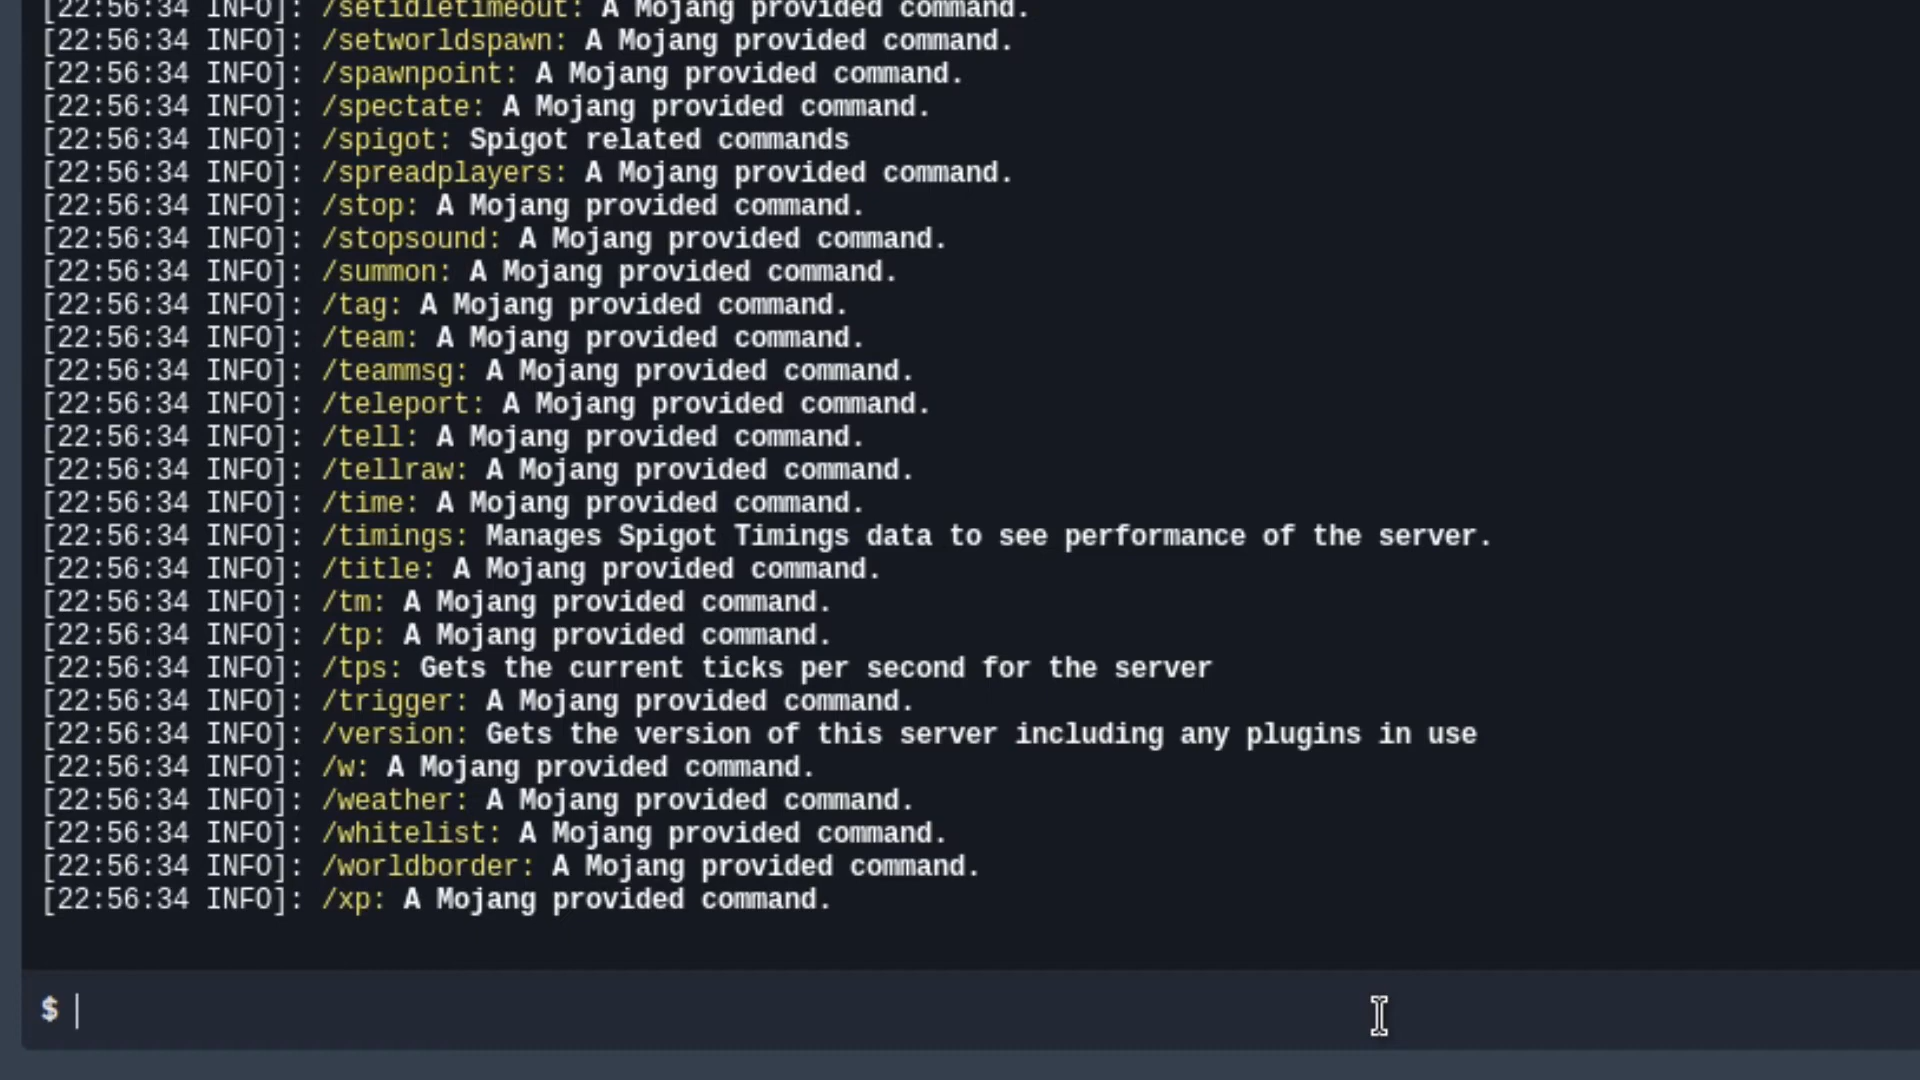 [22:56:34 INFO]: /setidletimeout: A Mojang provided command.
[22:56:34 INFO]: /setworldspawn: A Mojang provided command.
[22:56:34 INFO]: /spawnpoint: A Mojang provided command.
[22:56:34 INFO]: /spectate: A Mojang provided command.
[22:56:34 INFO]: /spigot: Spigot related commands
[22:56:34 INFO]: /spreadplayers: A Mojang provided command.
[22:56:34 INFO]: /stop: A Mojang provided command.
[22:56:34 INFO]: /stopsound: A Mojang provided command.
[22:56:34 INFO]: /summon: A Mojang provided command.
[22:56:34 INFO]: /tag: A Mojang provided command.
[22:56:34 INFO]: /team: A Mojang provided command.
[22:56:34 INFO]: /teammsg: A Mojang provided command.
[22:56:34 INFO]: /teleport: A Mojang provided command.
[22:56:34 INFO]: /tell: A Mojang provided command.
[22:56:34 INFO]: /tellraw: A Mojang provided command.
[22:56:34 INFO]: /time: A Mojang provided command.
[22:56:34 INFO]: /timings: Manages Spigot Timings data to see performance of the server.
[22:56:34 INFO]: /title: A Mojang provided command.
[22:56:34 INFO]: /tm: A Mojang provided command.
[22:56:34 INFO]: /tp: A Mojang provided command.
[22:56:34 INFO]: /tps: Gets the current ticks per second for the server
[22:56:34 INFO]: /trigger: A Mojang provided command.
[22:56:34 INFO]: /version: Gets the version of this server including any plugins in use
[22:56:34 INFO]: /w: A Mojang provided command.
[22:56:34 INFO]: /weather: A Mojang provided command.
[22:56:34 INFO]: /whitelist: A Mojang provided command.
[22:56:34 INFO]: /worldborder: A Mojang provided command.
[22:56:34 INFO]: /xp: A Mojang provided command.
$